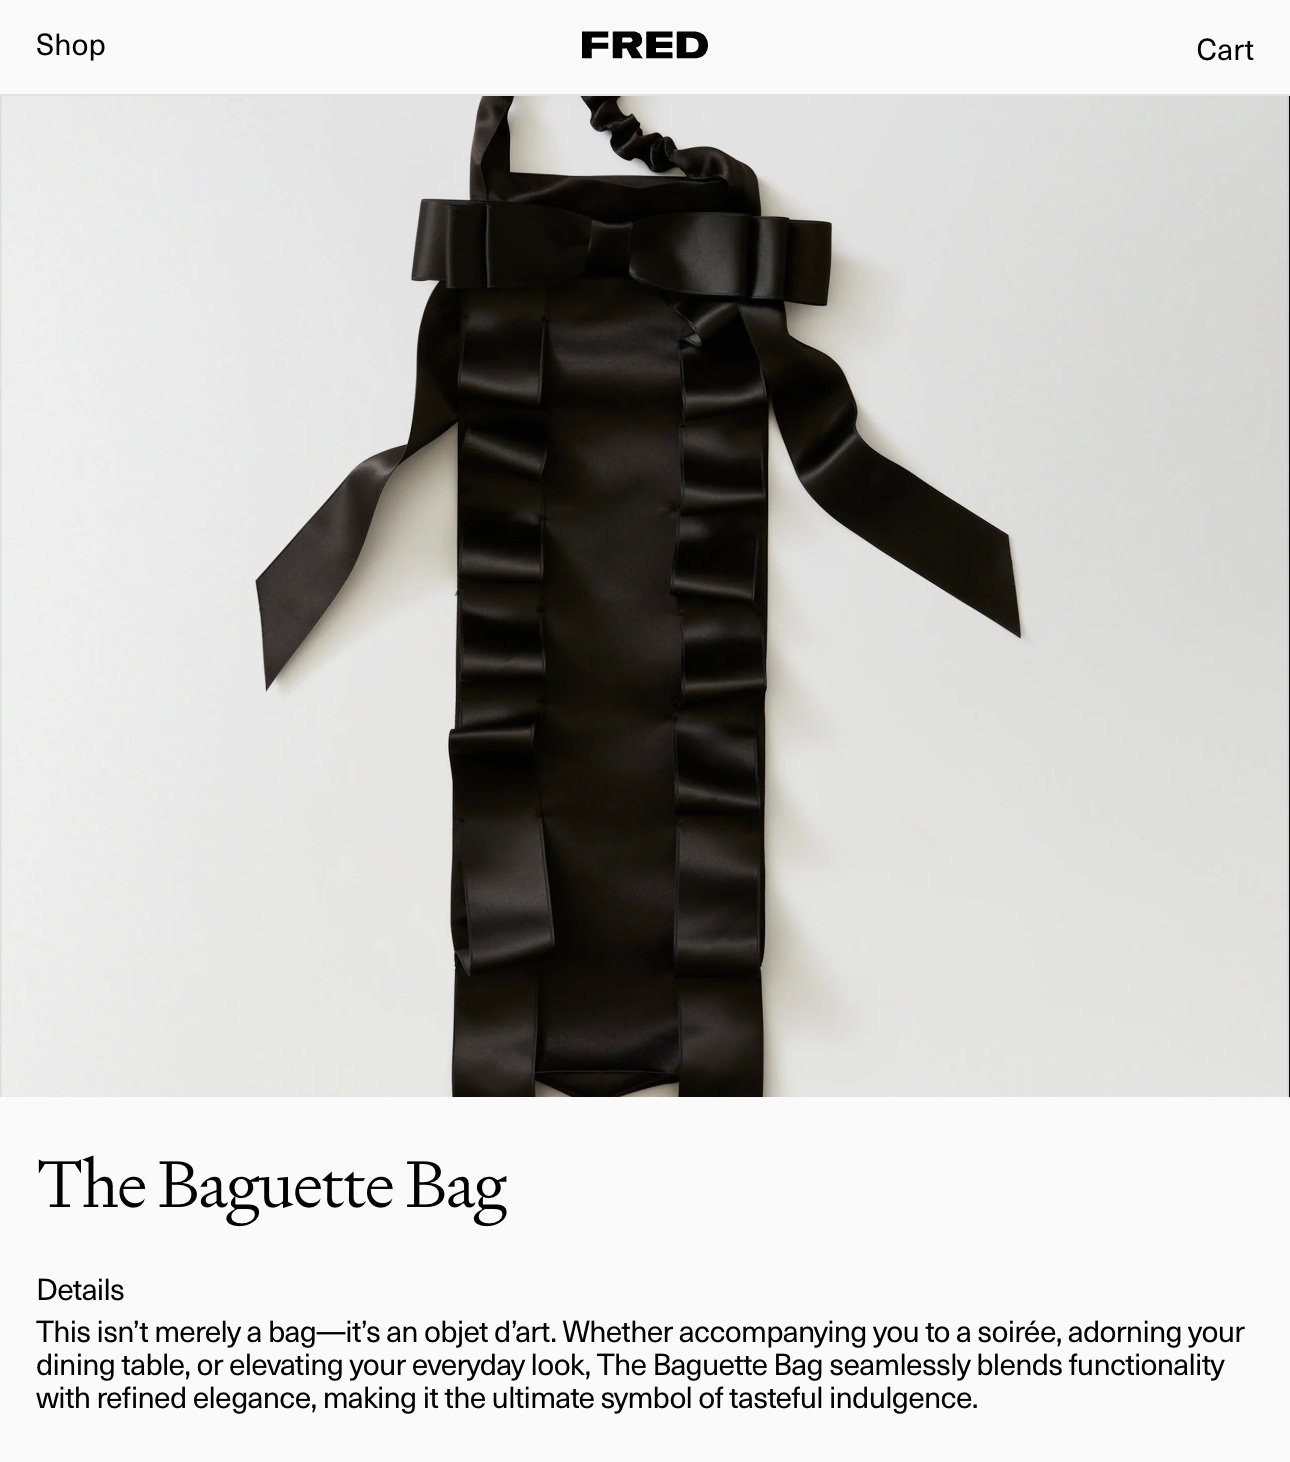 Shop
FRED
Cart
The Baguette Bag
Details
This isn’t merely a bag—it’s an objet d’art. Whether accompanying you to a soirée, adorning your
dining table, or elevating your everyday look, The Baguette Bag seamlessly blends functionality
with refined elegance, making it the ultimate symbol of tasteful indulgence.